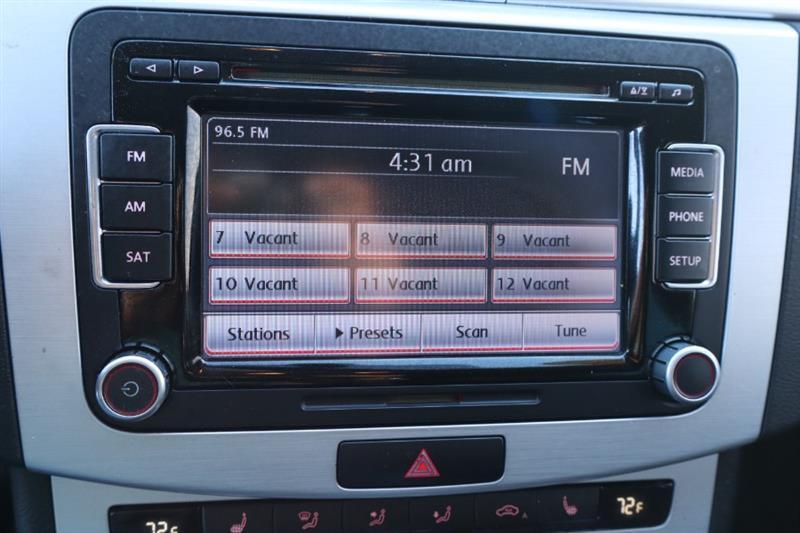 96.5 FM
4:31 am
FM
FM
AM
SAT
MEDIA
PHONE
SETUP
7 Vacant
8 Vacant
9 Vacant
10 Vacant
11 Vacant
12 Vacant
Stations
Presets
Scan
Tune
72F
A
72F